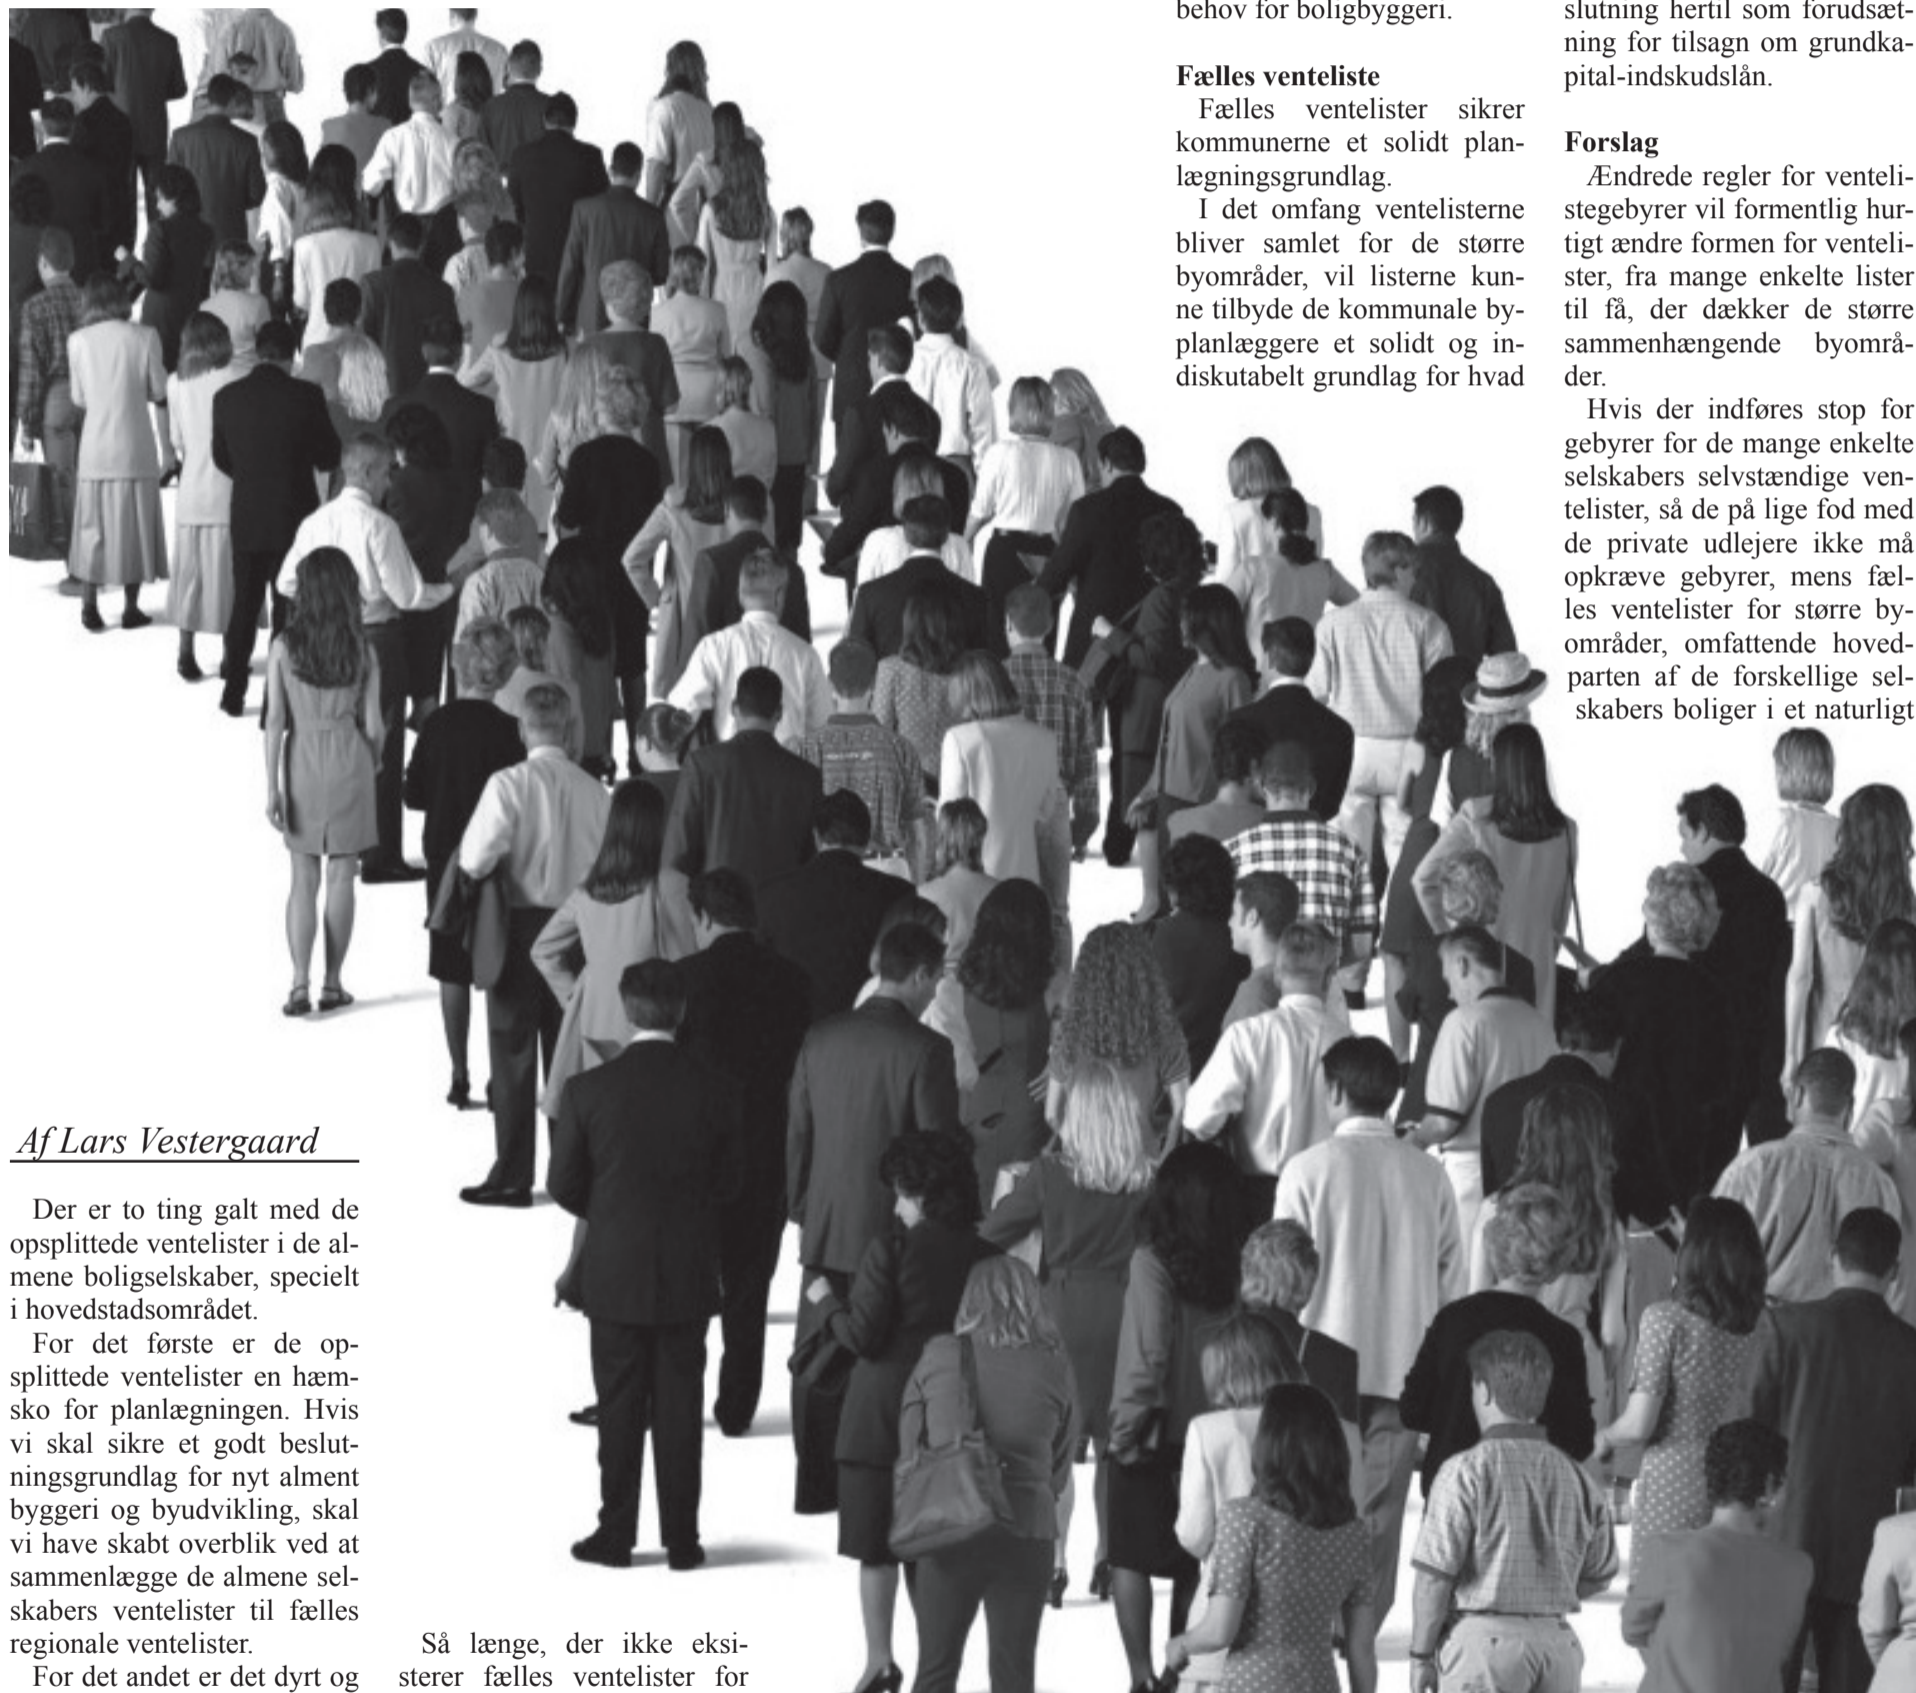 Af Lars Vestergaard
Der er to ting galt med de
opsplittede ventelister i de al-
mene boligselskaber, specielt
i hovedstadsområdet.
For det første er de op-
splittede ventelister en hæm-
sko for planlægningen. Hvis
vi skal sikre et godt beslut-
ningsgrundlag for nyt alment
byggeri og byudvikling, skal
vi have skabt overblik ved at
sammenlægge de almene sel-
skabers ventelister til fælles
regionale ventelister.
For det andet er det dyrt og
Så længe, der ikke eksi-
sterer fælles ventelister for
behov for boligbyggeri.
Fælles venteliste
Fælles ventelister sikrer
kommunerne et solidt plan-
lægningsgrundlag.
I det omfang ventelisterne
bliver samlet for de større
byområder, vil listerne kun-
ne tilbyde de kommunale by-
planlæggere et solidt og in-
diskutabelt grundlag for hvad
slutning hertil som forudsæt-
ning for tilsagn om grundka-
pital-indskudslån.
Forslag
Ændrede regler for venteli-
stegebyrer vil formentlig hur-
tigt ændre formen for venteli-
ster, fra mange enkelte lister
til få, der dækker de større
sammenhængende byområ-
der.
Hvis der indføres stop for
gebyrer for de mange enkelte
selskabers selvstændige ven-
telister, så de på lige fod med
de private udlejere ikke må
opkræve gebyrer, mens fæl-
les ventelister for større by-
områder, omfattende hoved-
parten af de forskellige sel-
skabers boliger i et naturligt